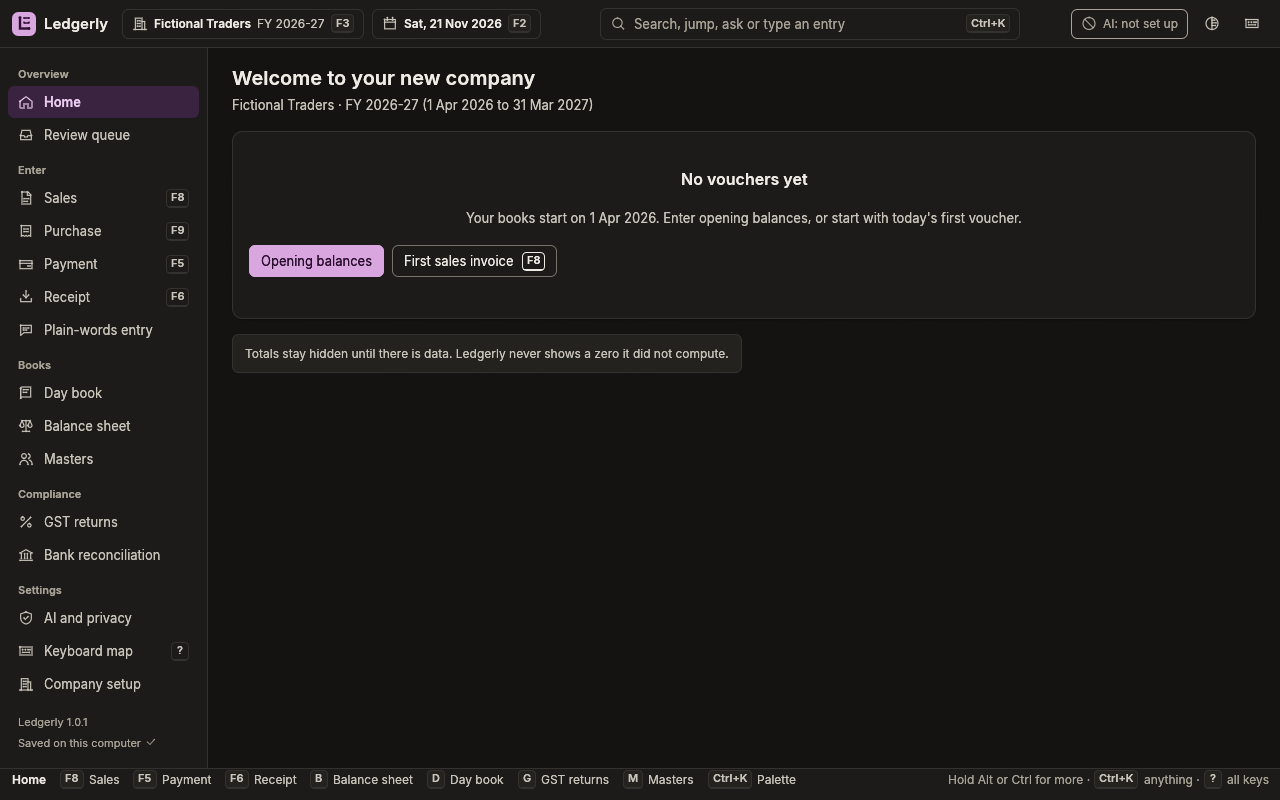 Ledgerly
Fictional Traders FY 2026-27 F3
Sat, 21 Nov 2026 F2
Search, jump, ask or type an entry Ctrl+K
AI: not set up
Overview
Home
Review queue
Enter
Sales F8
Purchase F9
Payment F5
Receipt F6
Plain-words entry
Books
Day book
Balance sheet
Masters
Compliance
GST returns
Bank reconciliation
Settings
AI and privacy
Keyboard map ?
Company setup
Ledgerly 1.0.1
Saved on this computer
Welcome to your new company
Fictional Traders · FY 2026-27 (1 Apr 2026 to 31 Mar 2027)
No vouchers yet
Your books start on 1 Apr 2026. Enter opening balances, or start with today's first voucher.
Opening balances
First sales invoice F8
Totals stay hidden until there is data. Ledgerly never shows a zero it did not compute.
Home F8 Sales F5 Payment F6 Receipt B Balance sheet D Day book G GST returns M Masters Ctrl+K Palette
Hold Alt or Ctrl for more · Ctrl+K anything · ? all keys